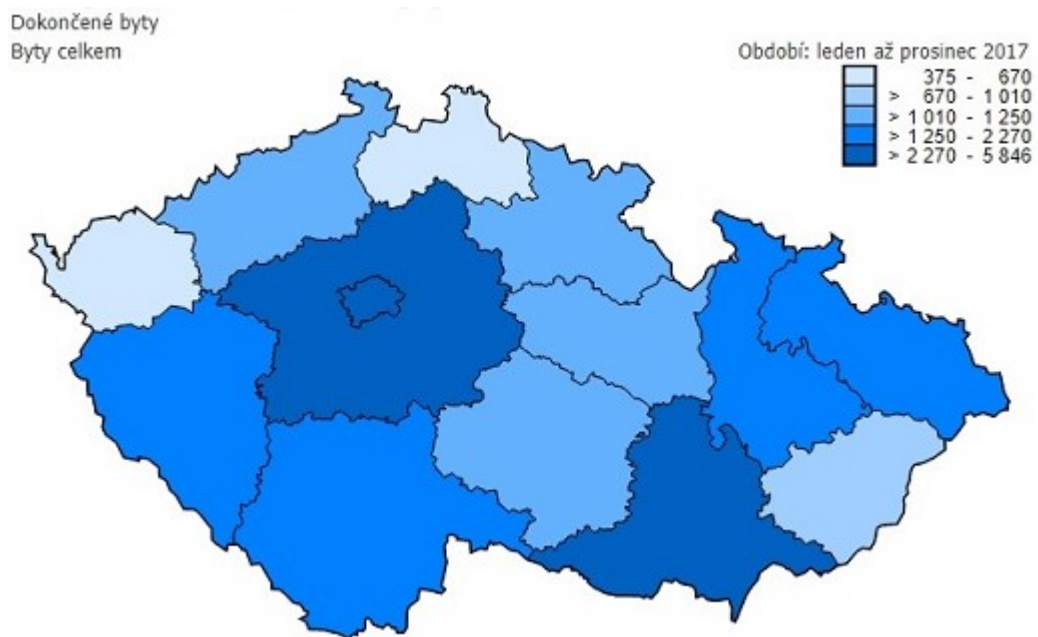 Dokončené byty
Byty celkem
Období: leden až prosinec 2017
375 - 670
> 670 - 1 010
> 1 010 - 1 250
> 1 250 - 2 270
> 2 270 - 5 846